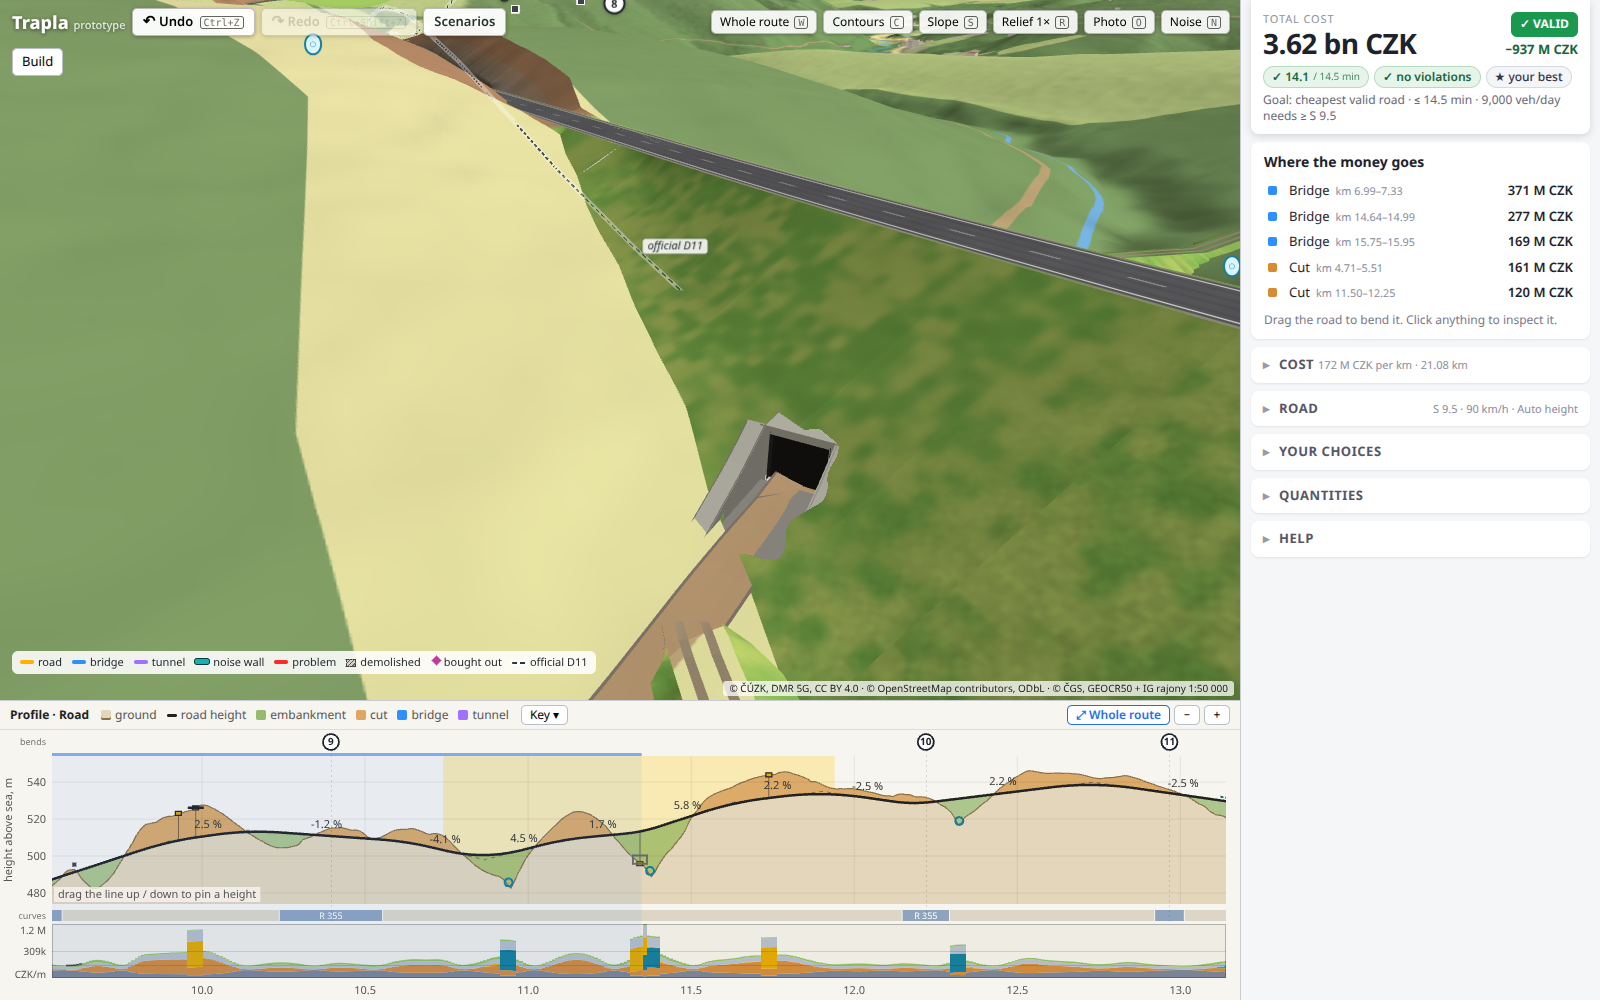 Trapla prototype
↶ Undo Ctrl+Z
↷ Redo
Scenarios
Whole route W
Contours C
Slope S
Relief 1× R
Photo O
Noise N
Build
8
official D11
road
bridge
tunnel
noise wall
problem
demolished
bought out
official D11
© ČÚZK, DMR 5G, CC BY 4.0 · © OpenStreetMap contributors, ODbL · © ČGS, GEOCR50 + IG rajony 1:50 000
TOTAL COST
3.62 bn CZK
✓ VALID
−937 M CZK
✓ 14.1 / 14.5 min
✓ no violations
★ your best
Goal: cheapest valid road · ≤ 14.5 min · 9,000 veh/day
needs ≥ S 9.5
Where the money goes
Bridge km 6.99–7.33 371 M CZK
Bridge km 14.64–14.99 277 M CZK
Bridge km 15.75–15.95 169 M CZK
Cut km 4.71–5.51 161 M CZK
Cut km 11.50–12.25 120 M CZK
Drag the road to bend it. Click anything to inspect it.
▶ COST 172 M CZK per km · 21.08 km
▶ ROAD S 9.5 · 90 km/h · Auto height
▶ YOUR CHOICES
▶ QUANTITIES
▶ HELP
Profile · Road
ground
road height
embankment
cut
bridge
tunnel
Key ▾
⤢ Whole route
−
+
bends
9
10
11
height above sea, m
540
520
500
480
2.5 %
-1.2 %
-4.1 %
4.5 %
1.7 %
5.8 %
2.2 %
-2.5 %
2.2 %
-2.5 %
drag the line up / down to pin a height
curves
R 355
R 355
1.2 M
309k
CZK/m
10.0
10.5
11.0
11.5
12.0
12.5
13.0